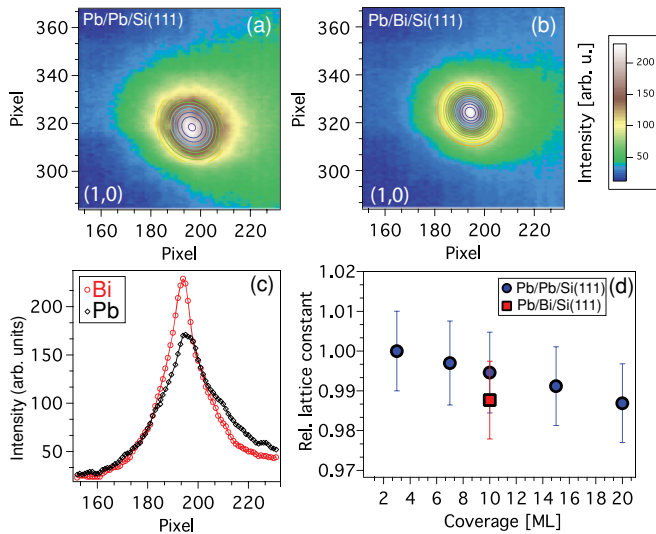 Pb/Pb/Si(111)
(a)
360
340
320
300
Pixel
(1,0)
160 180 200 220
Pixel
Pb/Bi/Si(111)
(b)
360
340
320
300
Pixel
(1,0)
160 180 200 220
Pixel
Intensity [arb. u.]
200
150
100
50
(c)
Bi
Pb
200
150
100
50
Intensity (arb. units)
160 180 200 220
Pixel
(d)
Pb/Pb/Si(111)
Pb/Bi/Si(111)
1.02
1.01
1.00
0.99
0.98
0.97
Rel. lattice constant
2 4 6 8 10 12 14 16 18 20
Coverage [ML]